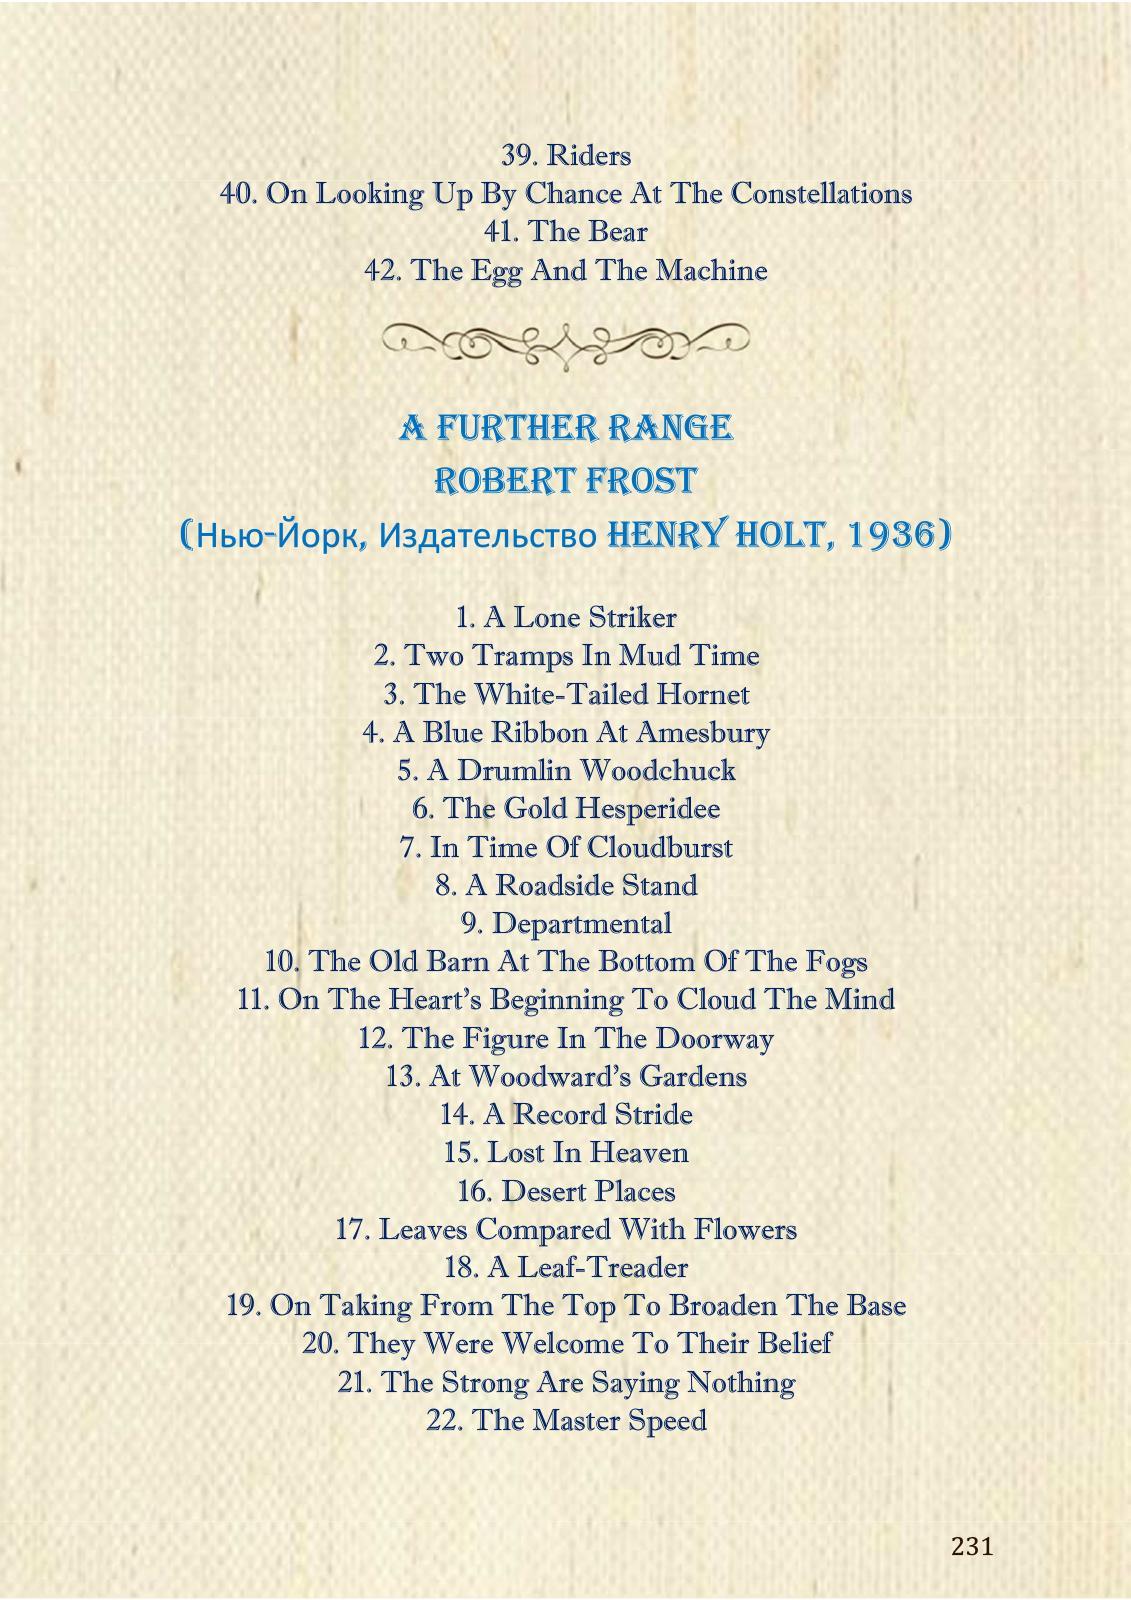 39. Riders
40. On Looking Up By Chance At The Constellations
41. The Bear
42. The Egg And The Machine
A FURTHER RANGE
ROBERT FROST
(Нью-Йорк, Издательство HENRY HOLT, 1936)
1. A Lone Striker
2. Two Tramps In Mud Time
3. The White-Tailed Hornet
4. A Blue Ribbon At Amesbury
5. A Drumlin Woodchuck
6. The Gold Hesperidee
7. In Time Of Cloudburst
8. A Roadside Stand
9. Departmental
10. The Old Barn At The Bottom Of The Fogs
11. On The Heart’s Beginning To Cloud The Mind
12. The Figure In The Doorway
13. At Woodward’s Gardens
14. A Record Stride
15. Lost In Heaven
16. Desert Places
17. Leaves Compared With Flowers
18. A Leaf-Treader
19. On Taking From The Top To Broaden The Base
20. They Were Welcome To Their Belief
21. The Strong Are Saying Nothing
22. The Master Speed
231